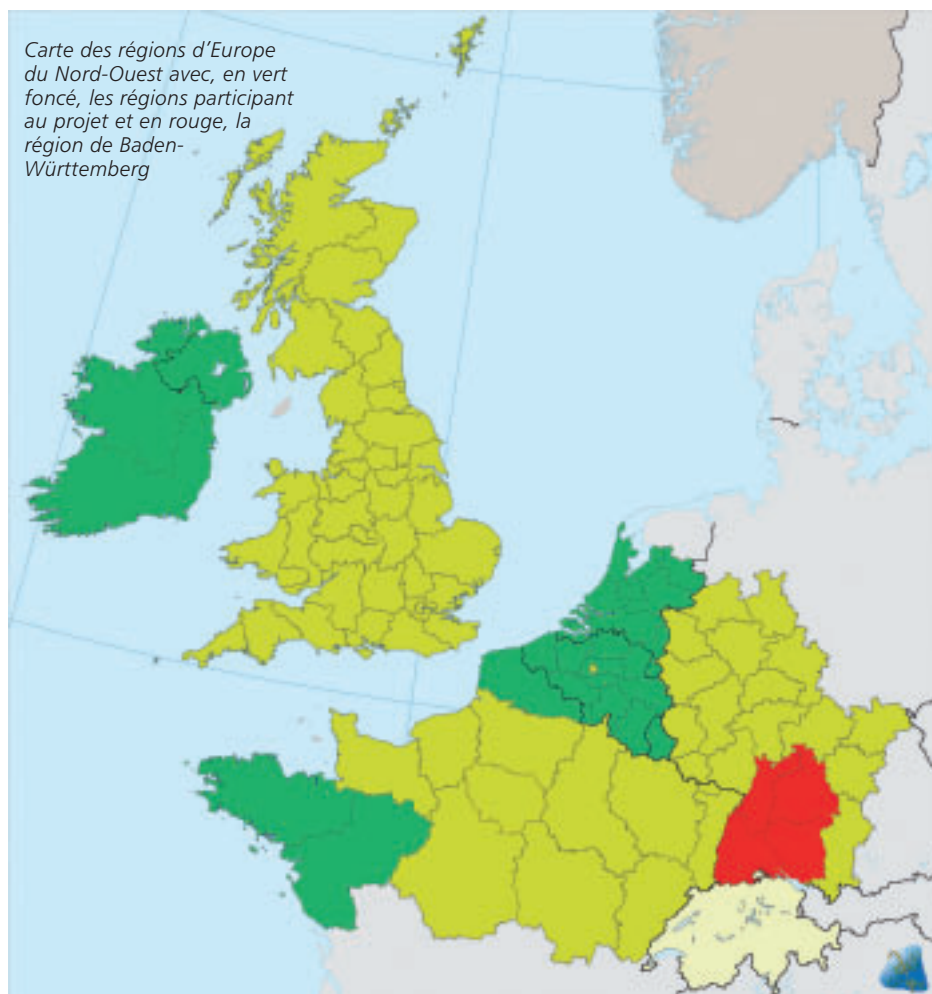 Carte des régions d’Europe
du Nord-Ouest avec, en vert
foncé, les régions participant
au projet et en rouge, la
région de Baden-
Württemberg